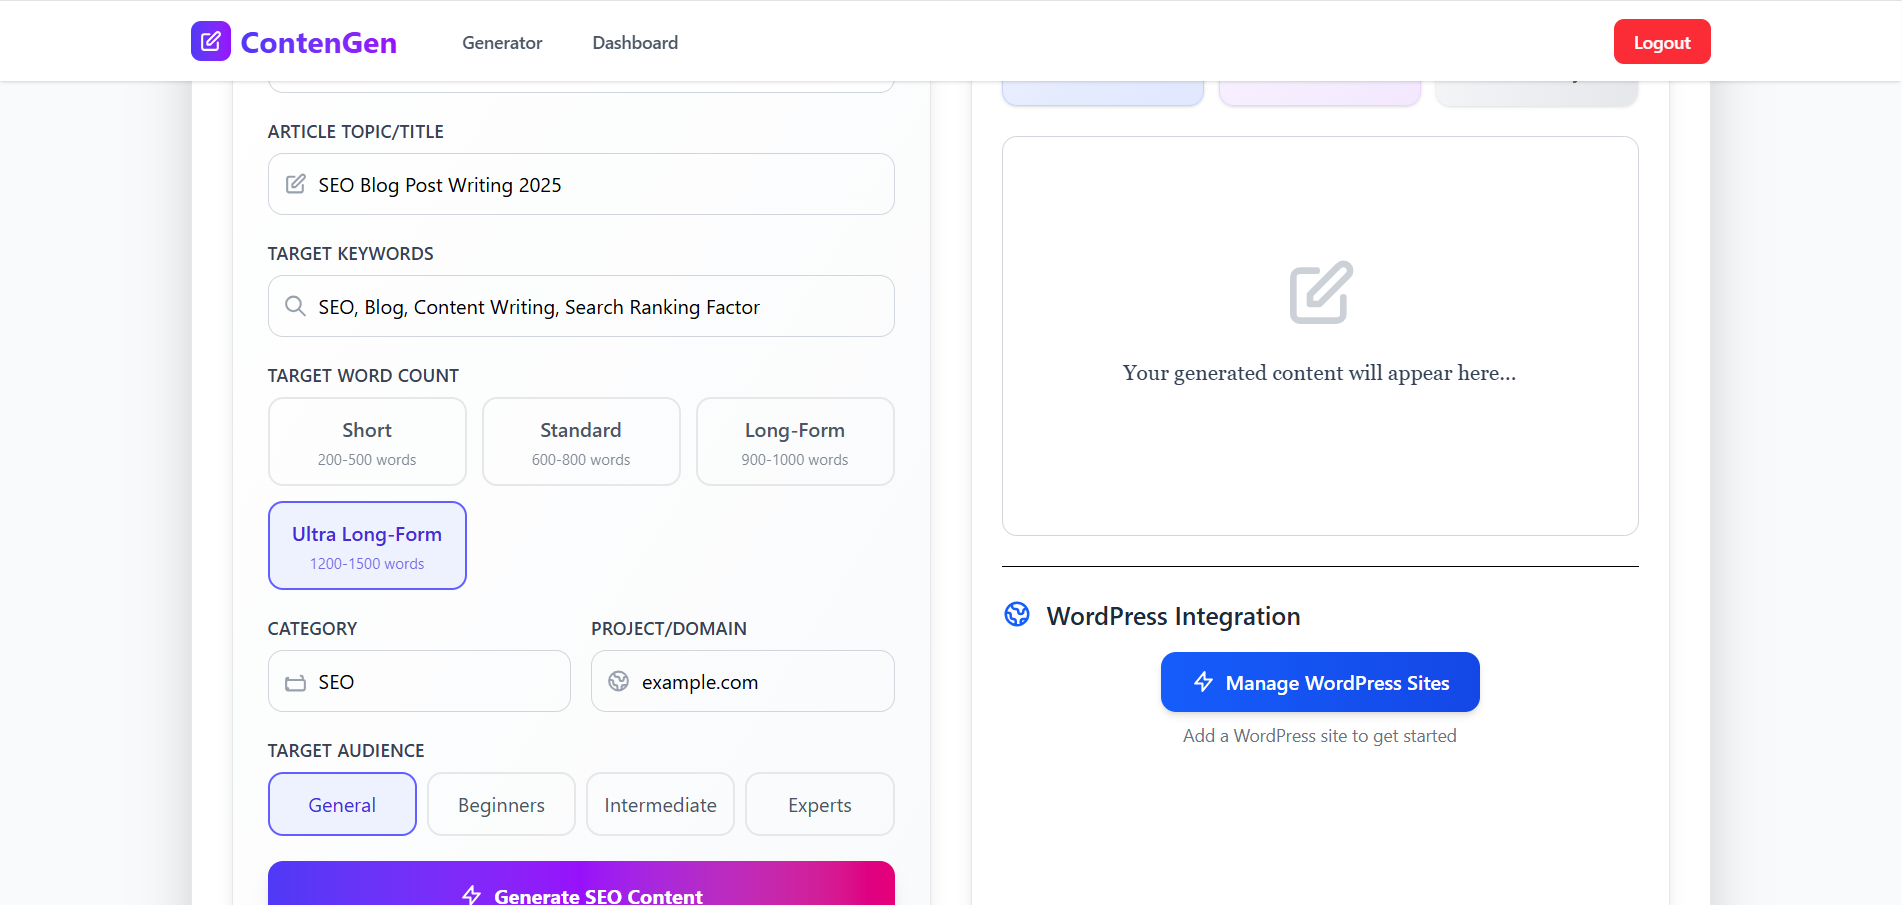 ContenGen
Generator
Dashboard
Logout
ARTICLE TOPIC/TITLE
SEO Blog Post Writing 2025
TARGET KEYWORDS
SEO, Blog, Content Writing, Search Ranking Factor
TARGET WORD COUNT
Short
200-500 words
Standard
600-800 words
Long-Form
900-1000 words
Ultra Long-Form
1200-1500 words
CATEGORY
SEO
PROJECT/DOMAIN
example.com
TARGET AUDIENCE
General
Beginners
Intermediate
Experts
Generate SEO Content
Your generated content will appear here...
WordPress Integration
Manage WordPress Sites
Add a WordPress site to get started